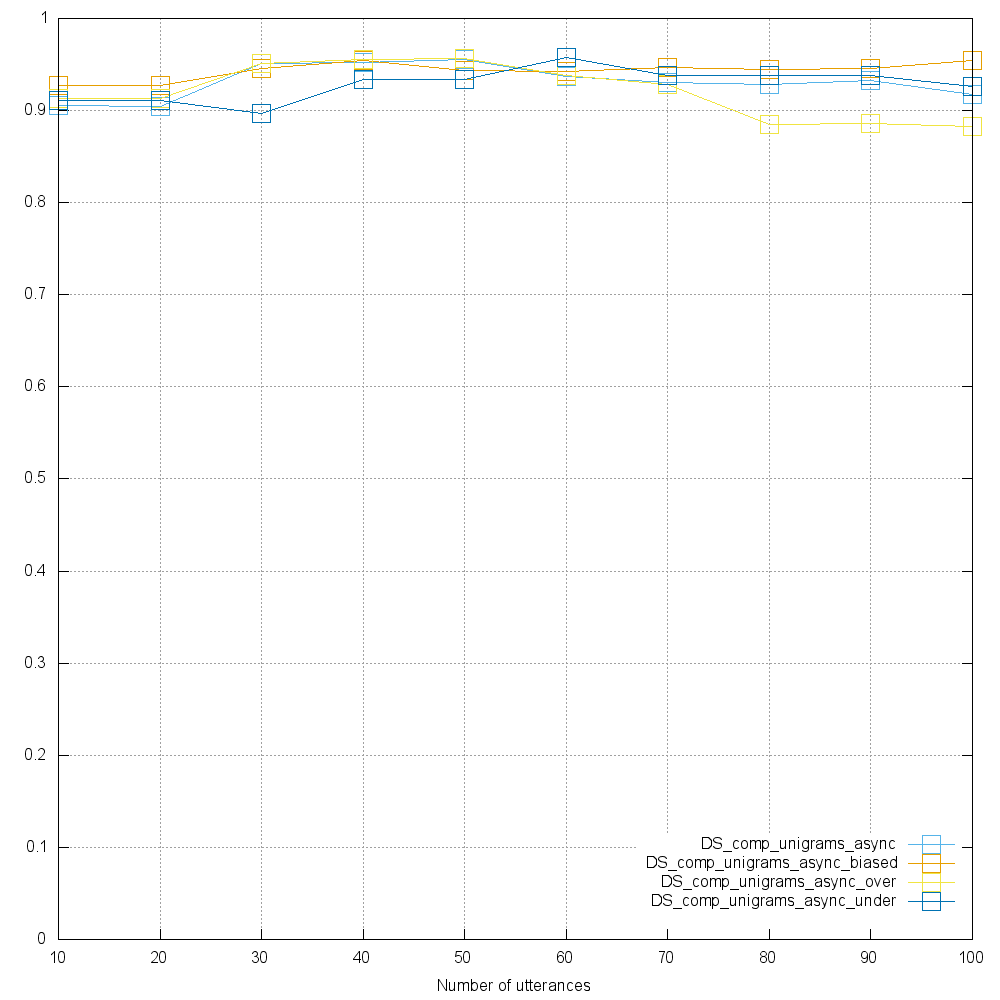 1
0.9
0.8
0.7
0.6
0.5
0.4
0.3
0.2
0.1
0
DS_comp_unigrams_async
DS_comp_unigrams_async_biased
DS_comp_unigrams_async_over
DS_comp_unigrams_async_under
10 20 30 40 50 60 70 80 90 100
Number of utterances